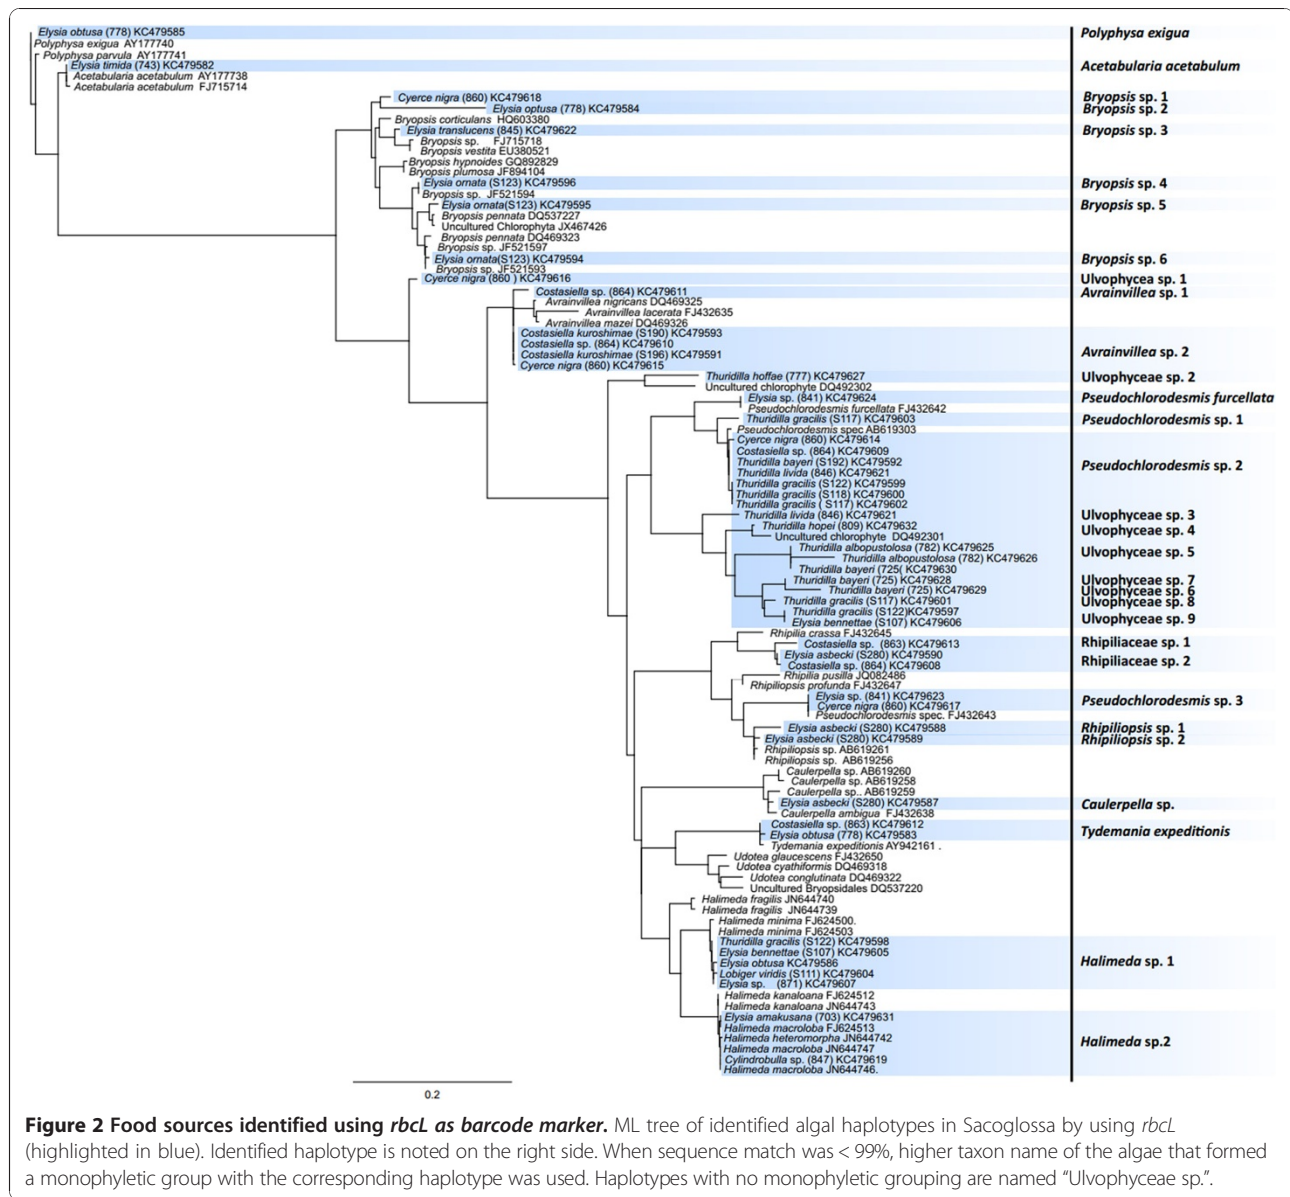 Elysia obtusa (778) KC479585
Polyphysa exigua
Polyphysa exigua AY177740
Polyphysa parvula AY177741
Elysia timida (743) KC479582
Acetabularia acetabulum
Acetabularia acetabulum AY177738
Acetabularia acetabulum FJ715714
Cyerce nigra (860) KC479618
Bryopsis sp. 1
Elysia optusa (778) KC479584
Bryopsis sp. 2
Bryopsis corticulans HQ603380
Elysia translucens (845) KC479622
Bryopsis sp. 3
Bryopsis sp. FJ715718
Bryopsis vestita EU380521
Bryopsis hypnoides GQ892829
Bryopsis plumosa JF894104
Elysia ornata (S123) KC479596
Bryopsis sp. 4
Bryopsis sp. JF521594
Elysia ornata(S123) KC479595
Bryopsis sp. 5
Bryopsis pennata DQ537227
Uncultured Chlorophyta JX467426
Bryopsis pennata DQ469323
Bryopsis sp. JF521597
Elysia ornata(S123) KC479594
Bryopsis sp. 6
Bryopsis sp. JF521593
Cyerce nigra (860 ) KC479616
Ulvophycea sp. 1
Costasiella sp. (864) KC479611
Avrainvillea sp. 1
Avrainvillea nigricans DQ469325
Avrainvillea lacerata FJ432635
Avrainvillea mazei DQ469326
Costasiella kuroshimae (S190) KC479593
Costasiella sp. (864) KC479610
Costasiella kuroshimae (S196) KC479591
Avrainvillea sp. 2
Cyerce nigra (860) KC479615
Thuridilla hoffae (777) KC479627
Ulvophyceae sp. 2
Uncultured chlorophyte DQ492302
Elysia sp. (841) KC479624
Pseudochlorodesmis furcellata
Pseudochlorodesmis furcellata FJ432642
Thuridilla gracilis (S117) KC479603
Pseudochlorodesmis sp. 1
Pseudochlorodesmis spec AB619303
Cyerce nigra (860) KC479614
Costasiella sp. (864) KC479609
Thuridilla bayeri (S192) KC479592
Pseudochlorodesmis sp. 2
Thuridilla livida (846) KC479621
Thuridilla gracilis (S122) KC479599
Thuridilla gracilis (S118) KC479600
Thuridilla gracilis ( S117) KC479602
Thuridilla livida (846) KC479621
Ulvophyceae sp. 3
Thuridilla hopei (809) KC479632
Ulvophyceae sp. 4
Uncultured chlorophyte DQ492301
Thuridilla albopustolosa (782) KC479625
Ulvophyceae sp. 5
Thuridilla albopustolosa (782) KC479626
Thuridilla bayeri (725( KC479630
Thuridilla bayeri (725) KC479628
Ulvophyceae sp. 7
Thuridilla bayeri (725) KC479629
Ulvophyceae sp. 6
Thuridilla gracilis (S117) KC479601
Ulvophyceae sp. 8
Thuridilla gracilis (S122)KC479597
Ulvophyceae sp. 9
Elysia bennettae (S107) KC479606
Rhipilia crassa FJ432645
Costasiella sp. (863) KC479613
Rhipiliaceae sp. 1
Elysia asbecki (S280) KC479590
Rhipiliaceae sp. 2
Costasiella sp. (864) KC479608
Rhipilia pusilla JQ082486
Rhipiliopsis profunda FJ432647
Elysia sp. (841) KC479623
Pseudochlorodesmis sp. 3
Cyerce nigra (860) KC479617
Pseudochlorodesmis spec. FJ432643
Elysia asbecki (S280) KC479588
Rhipiliopsis sp. 1
Elysia asbecki (S280) KC479589
Rhipiliopsis sp. 2
Rhipiliopsis sp. AB619261
Rhipiliopsis sp. AB619256
Caulerpella sp. AB619260
Caulerpella sp. AB619258
Caulerpella sp.. AB619259
Elysia asbecki (S280) KC479587
Caulerpella sp.
Caulerpella ambigua FJ432638
Costasiella sp. (863) KC479612
Elysia obtusa (778) KC479583
Tydemania expeditionis
Tydemania expeditionis AY942161 .
Udotea glaucescens FJ432650
Udotea cyathiformis DQ469318
Udotea conglutinata DQ469322
Uncultured Bryopsidales DQ537220
Halimeda fragilis JN644740
Halimeda fragilis JN644739
Halimeda minima FJ624500.
Halimeda minima FJ624503
Thuridilla gracilis (S122) KC479598
Elysia bennettae (S107) KC479605
Elysia obtusa KC479586
Halimeda sp. 1
Lobiger viridis (S111) KC479604
Elysia sp. (871) KC479607
Halimeda kanaloana FJ624512
Halimeda kanaloana JN644743
Elysia amakusana (703) KC479631
Halimeda macroloba FJ624513
Halimeda heteromorpha JN644742
Halimeda sp.2
Halimeda macroloba JN644747
Cylindrobulla sp. (847) KC479619
Halimeda macroloba JN644746.
0.2
Figure 2 Food sources identified using rbcL as barcode marker. ML tree of identified algal haplotypes in Sacoglossa by using rbcL
(highlighted in blue). Identified haplotype is noted on the right side. When sequence match was < 99%, higher taxon name of the algae that formed
a monophyletic group with the corresponding haplotype was used. Haplotypes with no monophyletic grouping are named “Ulvophyceae sp.”.